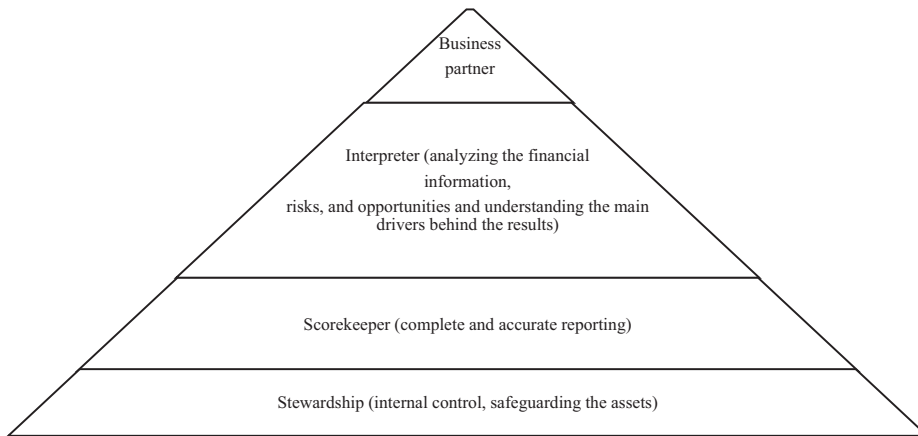 Business
partner
Interpreter (analyzing the financial
information,
risks, and opportunities and understanding the main
drivers behind the results)
Scorekeeper (complete and accurate reporting)
Stewardship (internal control, safeguarding the assets)